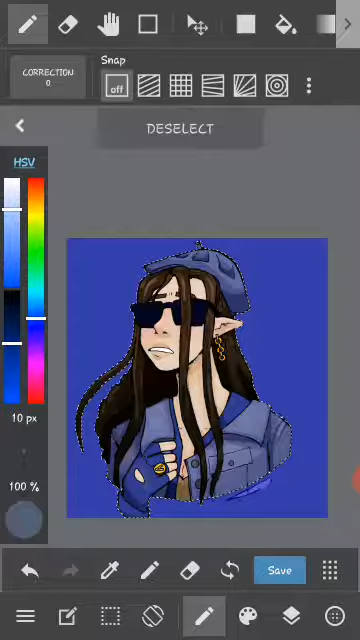 CORRECTION
0
Snap
off
DESELECT
HSV
10 px
100 %
Save